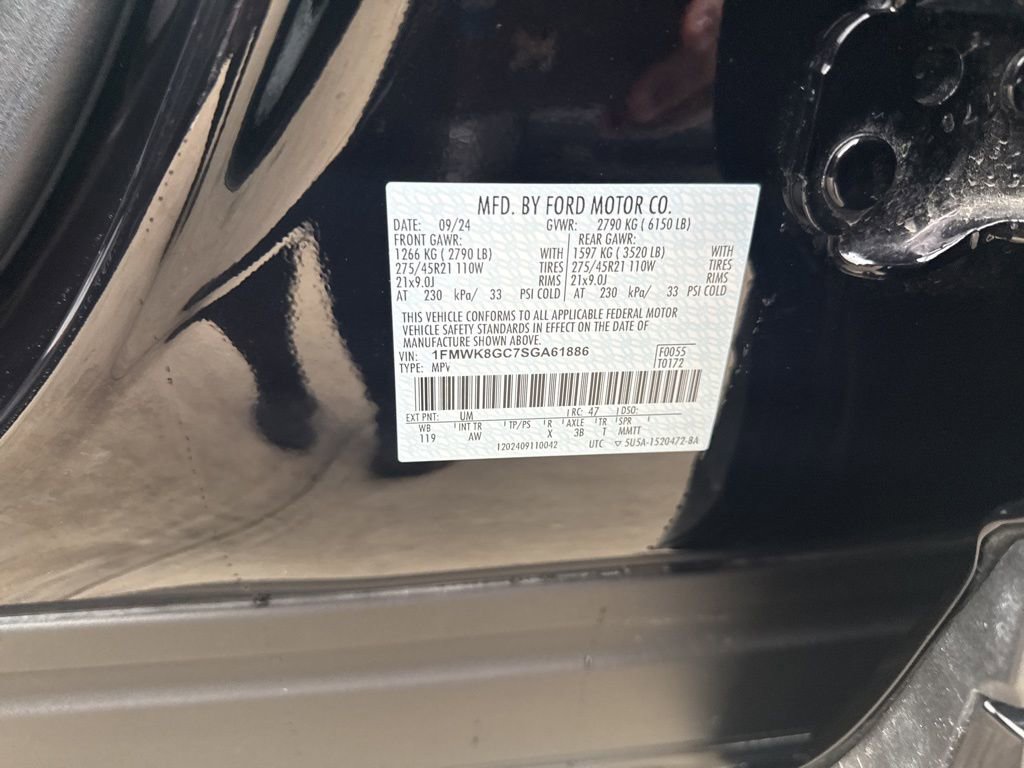 MFD. BY FORD MOTOR CO.
DATE: 09/24 GVWR: 2790 KG ( 6150 LB)
FRONT GAWR: REAR GAWR:
1266 KG ( 2790 LB) WITH 1597 KG ( 3520 LB) WITH
275/45R21 110W TIRES 275/45R21 110W TIRES
21x9.0J RIMS 21x9.0J RIMS
AT 230 kPa/ 33 PSI COLD AT 230 kPa/ 33 PSI COLD
THIS VEHICLE CONFORMS TO ALL APPLICABLE FEDERAL MOTOR
VEHICLE SAFETY STANDARDS IN EFFECT ON THE DATE OF
MANUFACTURE SHOWN ABOVE.
VIN: 1FMWK8GC7SGA61886 F0055
TYPE: MPV T0172
EXT PNT: UM RC: 47 DSO:
WB INT TR TP/PS R AXLE TR SPR
119 AW X 3B T MMTT
1202409110042 UTC ▽ 5U5A-1520472-BA